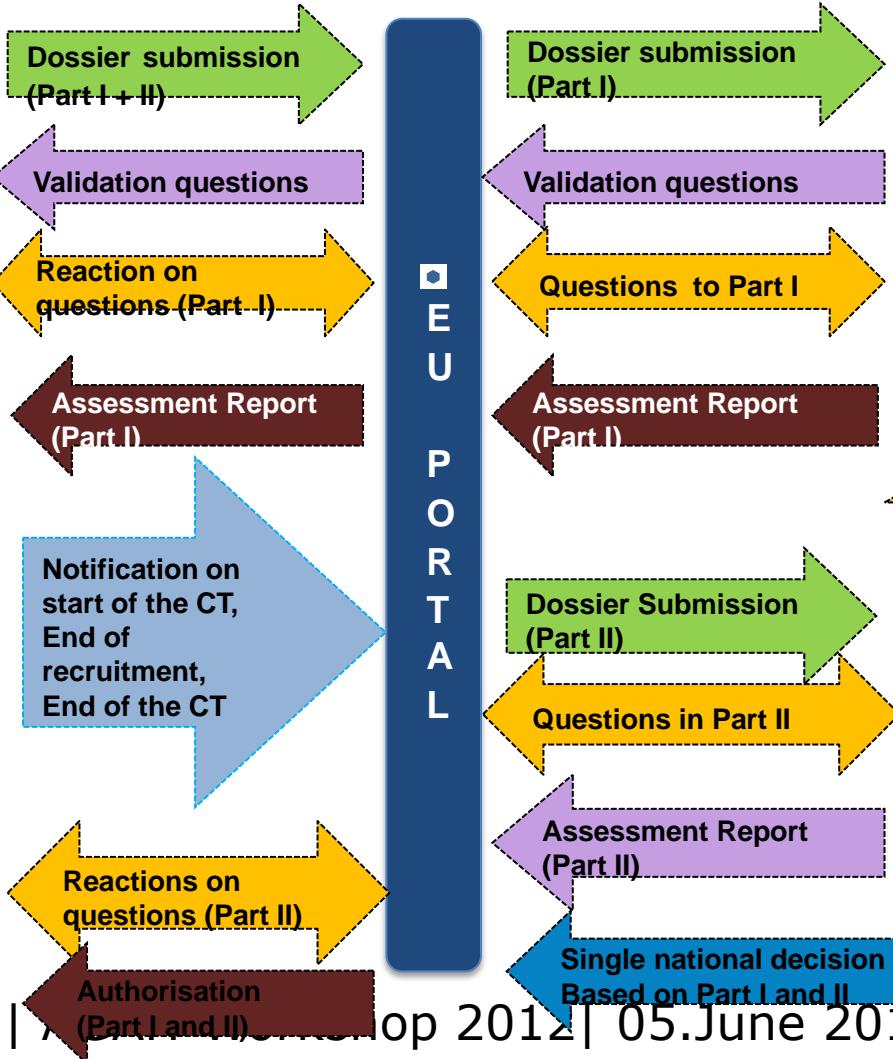 Dossier submission
(Part I + II)
Validation questions
Reaction on
questions (Part I)
Assessment Report
(Part I)
Notification on
start of the CT,
End of
recruitment,
End of the CT
Reactions on
questions (Part II)
Authorisation
(Part I and II)
E
U
P
O
R
T
A
L
Dossier submission
(Part I)
Validation questions
Questions to Part I
Assessment Report
(Part I)
Dossier Submission
(Part II)
Questions in Part II
Assessment Report
(Part II)
Single national decision
Based on Part I and II
| 2012| 05.June